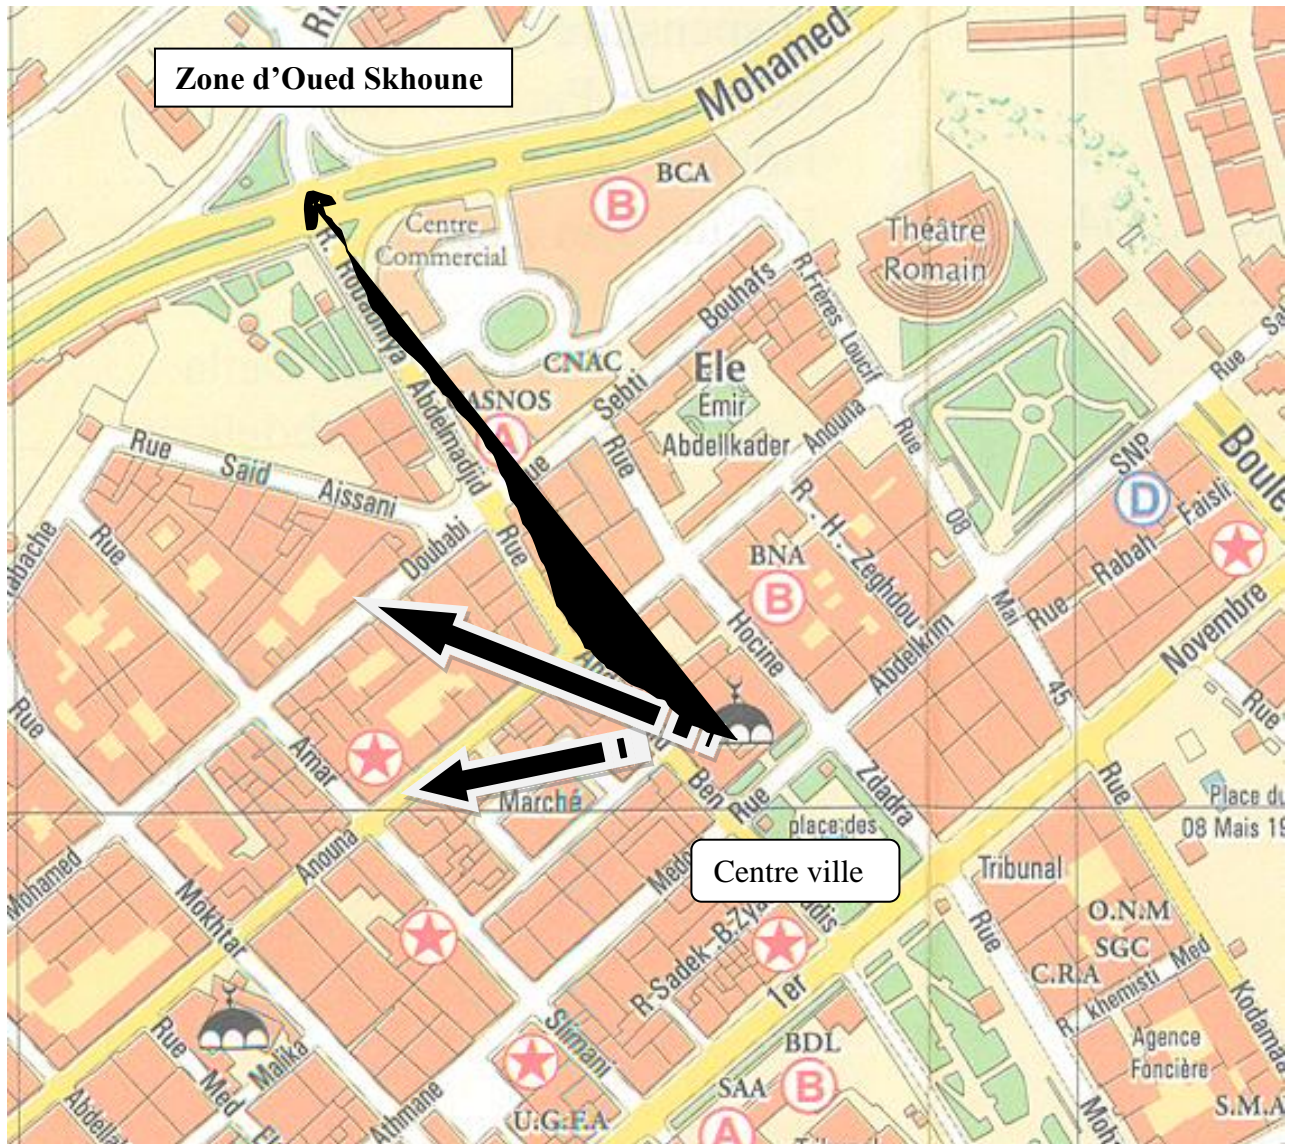 Zone d'Oued Skhoune
Mohamed
BCA
B
Centre
Commercial
Théâtre
Romain
R. Rouabhya
Abdelmadjid
Bouhafs
R.Frères Loucif
CNAC
Ele
Emir
Abdellkader
Sebti
Rue
A
Rue
Anouna
Rue
08
Mai
45
SNP
D
Rue
Boule
Rue
Said
Aissani
Doubabi
Rue
Rue
BNA
B
R. H. Zeghdou
Rabah
Faisli
Rue
Hocine
Abdelkrim
Novembre
Rue
Rue
Amar
Marché
Ben
Rue
Zdadra
Rue
Place du
08 Mais 19
place des
Centre ville
Anouna
Mohamed
Mokhtar
Tribunal
R Sadek-B.Zya
1er
Rue
O.N.M
SGC
C.R.A
R. khemisti Med
Kodama
Agence
Foncière
S.M.A
Rue
Med
Malika
Slimani
Athmane
U.G.F.A
BDL
B
SAA
A